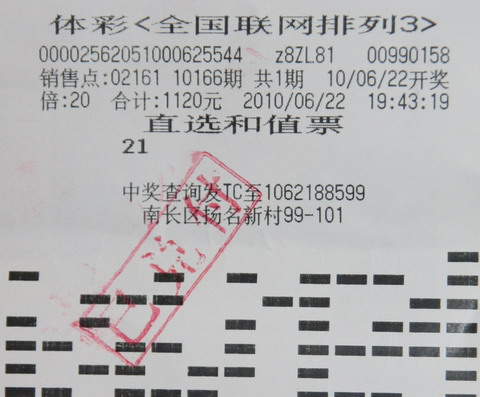 体彩<全国联网排列3>
00002562051000625544 z8ZL81 00990158
销售点:02161 10166期 共1期 10/06/22开奖
倍:20 合计:1120元 2010/06/22 19:43:19
直选和值票
21
中奖查询发TC至1062188599
南长区扬名新村99-101
已兑付